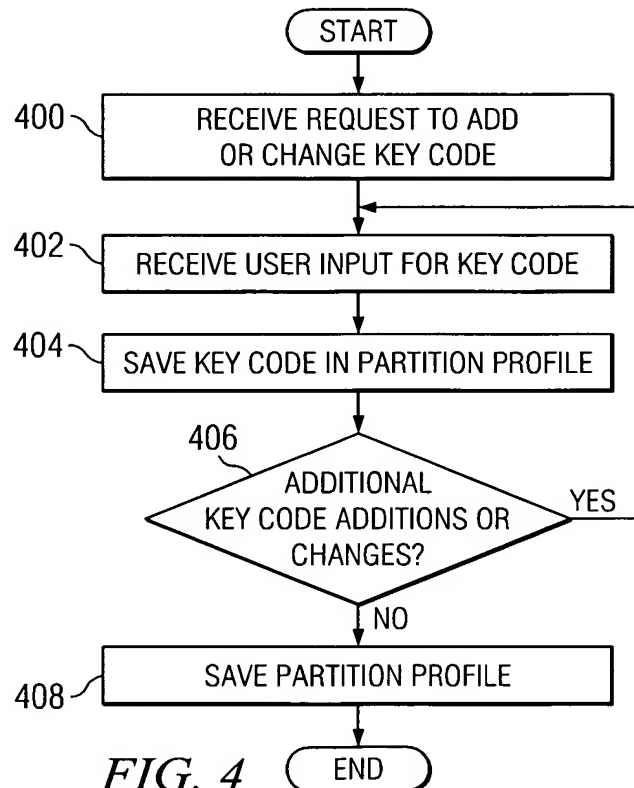 START
400
RECEIVE REQUEST TO ADD
OR CHANGE KEY CODE
402
RECEIVE USER INPUT FOR KEY CODE
404
SAVE KEY CODE IN PARTITION PROFILE
406
ADDITIONAL
KEY CODE ADDITIONS OR
CHANGES?
YES
NO
408
SAVE PARTITION PROFILE
FIG. 4
END